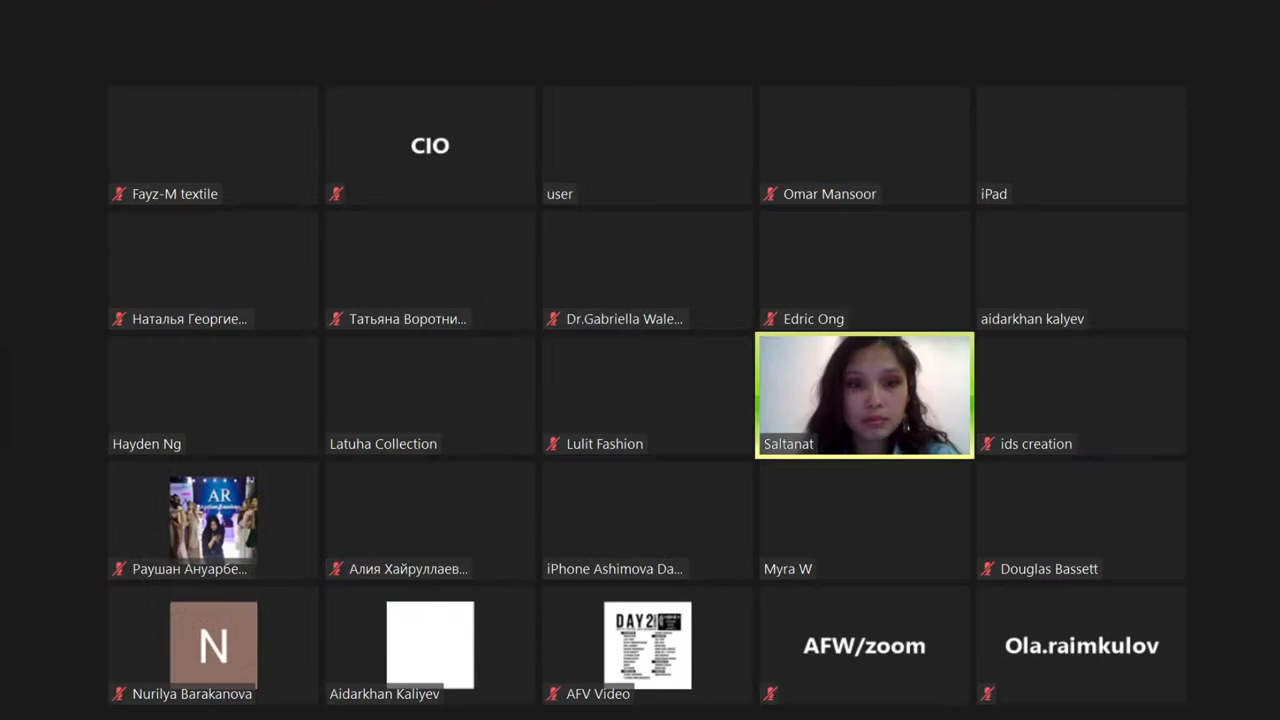 CIO
Fayz-M textile
user
Omar Mansoor
iPad
Наталья Георгие...
Татьяна Воротни...
Dr.Gabriella Wale...
Edric Ong
aidarkhan kalyev
Hayden Ng
Latuha Collection
Lulit Fashion
Saltanat
ids creation
AR
Раушан Ануарбе...
Алия Хайруллаев...
iPhone Ashimova Da...
Myra W
Douglas Bassett
N
DAY2
AFW/zoom
Ola.raimkulov
Nurilya Barakanova
Aidarkhan Kaliyev
AFV Video